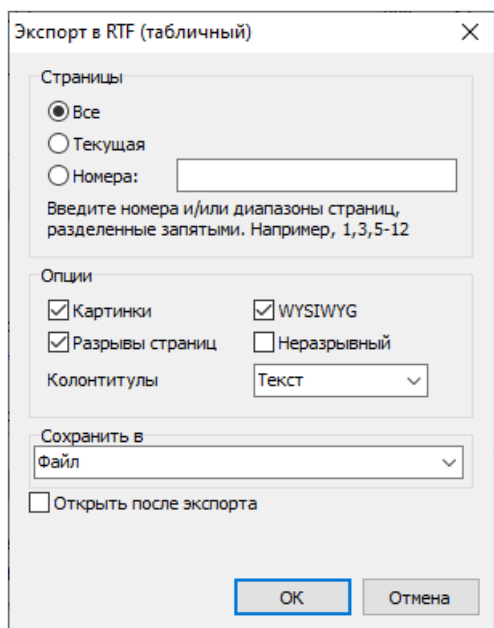 Экспорт в RTF (табличный)
Страницы
Все
Текущая
Номера:
Введите номера и/или диапазоны страниц,
разделенные запятыми. Например, 1,3,5-12
Опции
Картинки WYSIWYG
Разрывы страниц Неразрывный
Колонтитулы Текст
Сохранить в
Файл
Открыть после экспорта
ОК Отмена